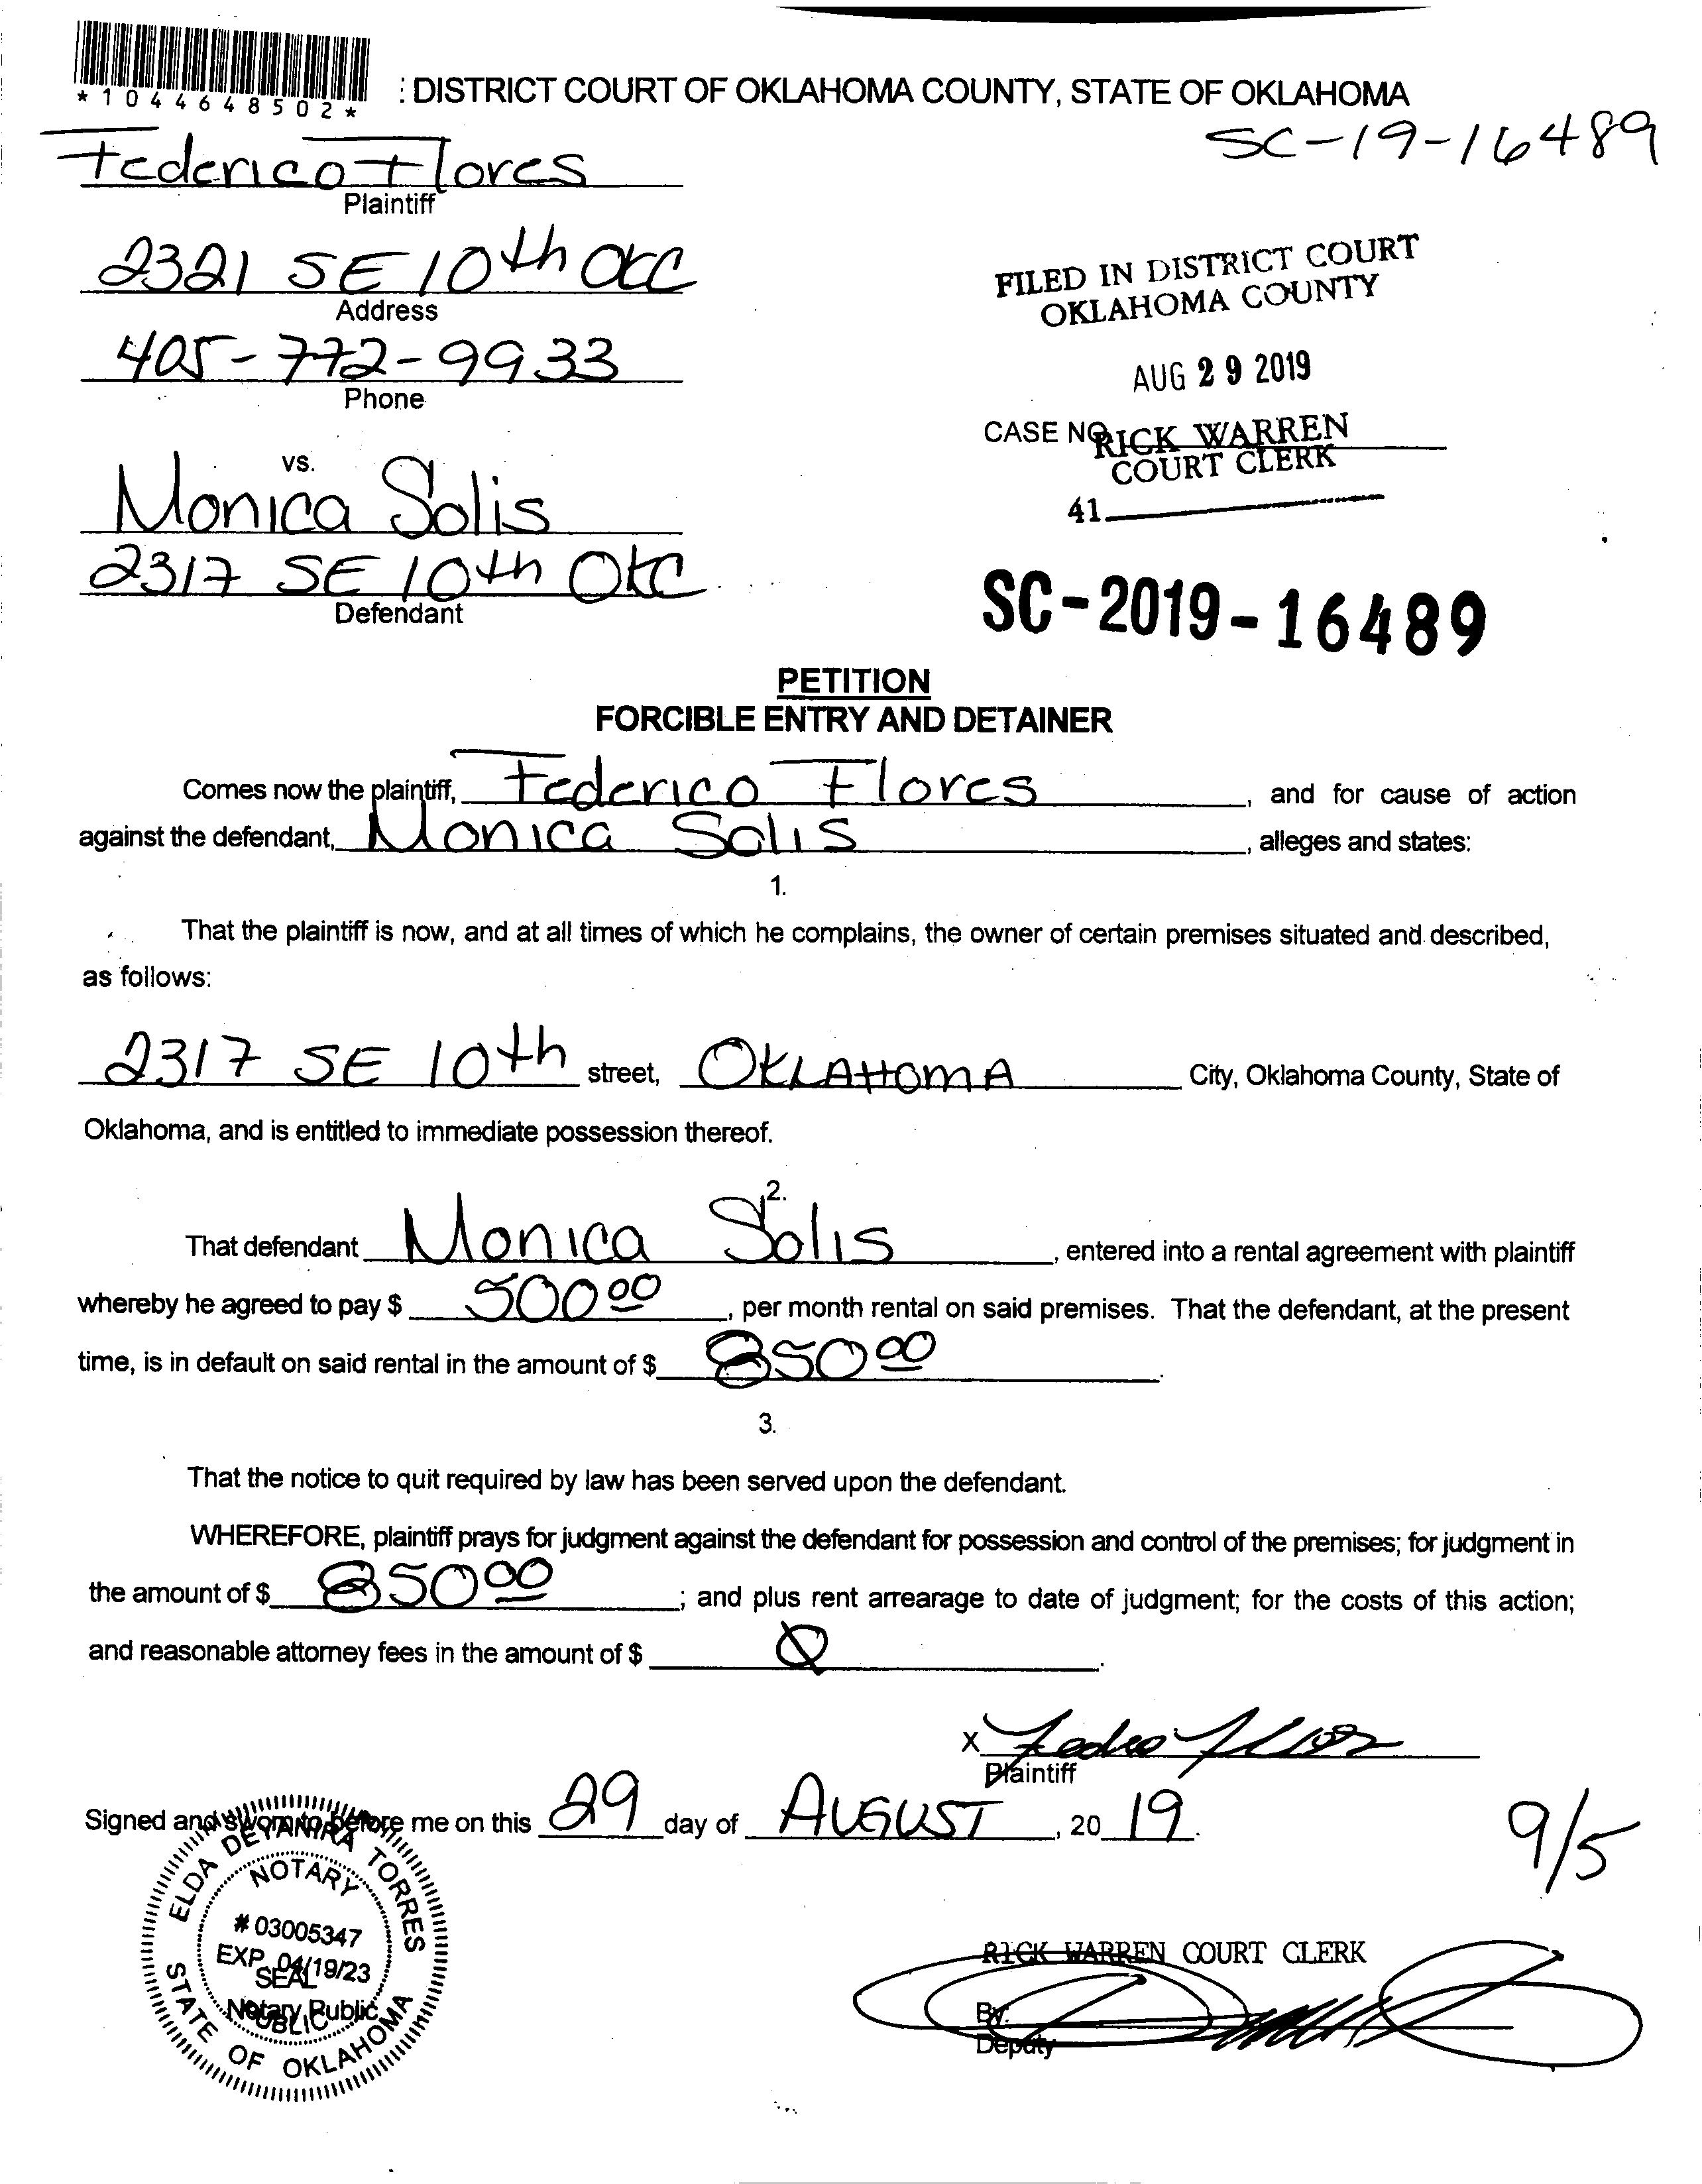 *1044648502*
: DISTRICT COURT OF OKLAHOMA COUNTY, STATE OF OKLAHOMA
SC-19-16489
Federico Flores
Plaintiff
2321 SE 10th OKC
Address
405-772-9933
Phone
FILED IN DISTRICT COURT
OKLAHOMA COUNTY
AUG 29 2019
CASE NO. RICK WARREN
COURT CLERK
41
vs.
Monica Solis
2317 SE 10th OKC
Defendant
SC-2019-16489
PETITION
FORCIBLE ENTRY AND DETAINER
Comes now the plaintiff, Federico Flores, and for cause of action
against the defendant, Monica Solis, alleges and states:
1.
That the plaintiff is now, and at all times of which he complains, the owner of certain premises situated and described,
as follows:
2317 SE 10th street, OKLAHOMA City, Oklahoma County, State of
Oklahoma, and is entitled to immediate possession thereof.
2.
That defendant Monica Solis, entered into a rental agreement with plaintiff
whereby he agreed to pay $ 500 00, per month rental on said premises. That the defendant, at the present
time, is in default on said rental in the amount of $ 850 00.
3.
That the notice to quit required by law has been served upon the defendant.
WHEREFORE, plaintiff prays for judgment against the defendant for possession and control of the premises; for judgment in
the amount of $ 850 00; and plus rent arrearage to date of judgment; for the costs of this action;
and reasonable attorney fees in the amount of $ 0.
X
Plaintiff
Signed and sworn to before me on this 29 day of AUGUST, 2019.
9/5
ELDA DEYANIRA TORRES
NOTARY
# 03005347
EXP. 04/19/23
SEAL
Notary Public
PUBLIC
STATE OF OKLAHOMA
RICK WARREN COURT CLERK
By:
Deputy